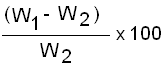 (W₁ - W₂)
x 100
W₂